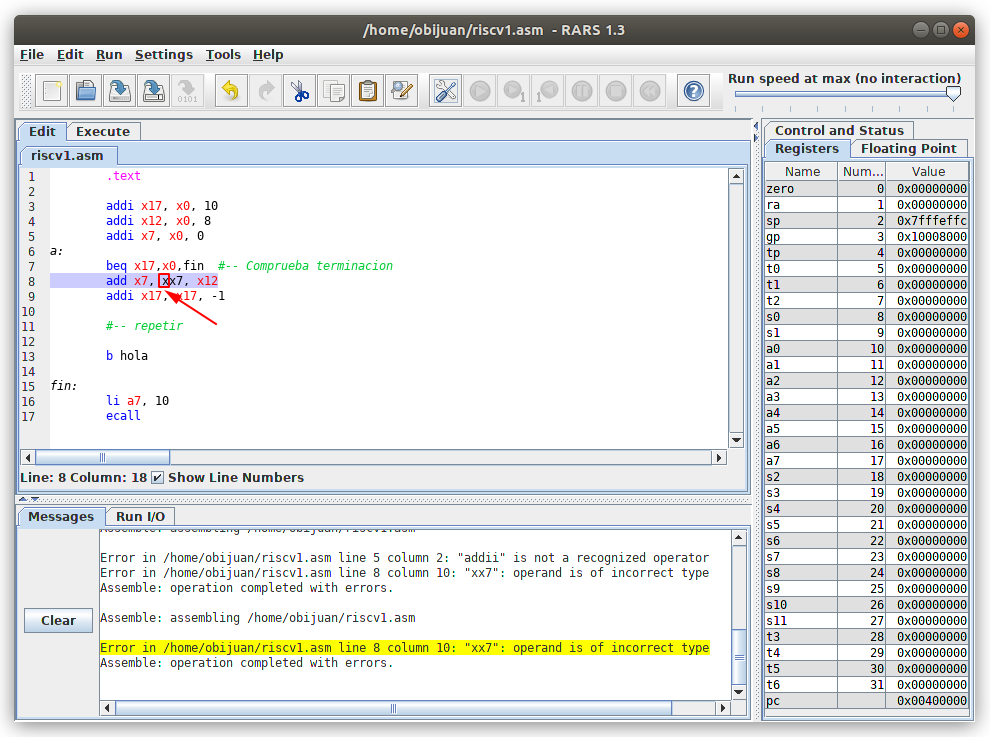 /home/obijuan/riscv1.asm - RARS 1.3
File Edit Run Settings Tools Help
Run speed at max (no interaction)
Edit Execute
riscv1.asm
1 .text
2
3 addi x17, x0, 10
4 addi x12, x0, 8
5 addi x7, x0, 0
6 a:
7 beq x17,x0,fin #-- Comprueba terminacion
8 add x7, xx7, x12
9 addi x17, x17, -1
10
11 #-- repetir
12
13 b hola
14
15 fin:
16 li a7, 10
17 ecall
Line: 8 Column: 18 Show Line Numbers
Messages Run I/O
Clear
Assemble: assembling /home/obijuan/riscv1.asm
Error in /home/obijuan/riscv1.asm line 5 column 2: "addii" is not a recognized operator
Error in /home/obijuan/riscv1.asm line 8 column 10: "xx7": operand is of incorrect type
Assemble: operation completed with errors.
Assemble: assembling /home/obijuan/riscv1.asm
Error in /home/obijuan/riscv1.asm line 8 column 10: "xx7": operand is of incorrect type
Assemble: operation completed with errors.
Control and Status
Registers Floating Point
Name Num... Value
zero 0 0x00000000
ra 1 0x00000000
sp 2 0x7fffeffc
gp 3 0x10008000
tp 4 0x00000000
t0 5 0x00000000
t1 6 0x00000000
t2 7 0x00000000
s0 8 0x00000000
s1 9 0x00000000
a0 10 0x00000000
a1 11 0x00000000
a2 12 0x00000000
a3 13 0x00000000
a4 14 0x00000000
a5 15 0x00000000
a6 16 0x00000000
a7 17 0x00000000
s2 18 0x00000000
s3 19 0x00000000
s4 20 0x00000000
s5 21 0x00000000
s6 22 0x00000000
s7 23 0x00000000
s8 24 0x00000000
s9 25 0x00000000
s10 26 0x00000000
s11 27 0x00000000
t3 28 0x00000000
t4 29 0x00000000
t5 30 0x00000000
t6 31 0x00000000
pc 0x00400000